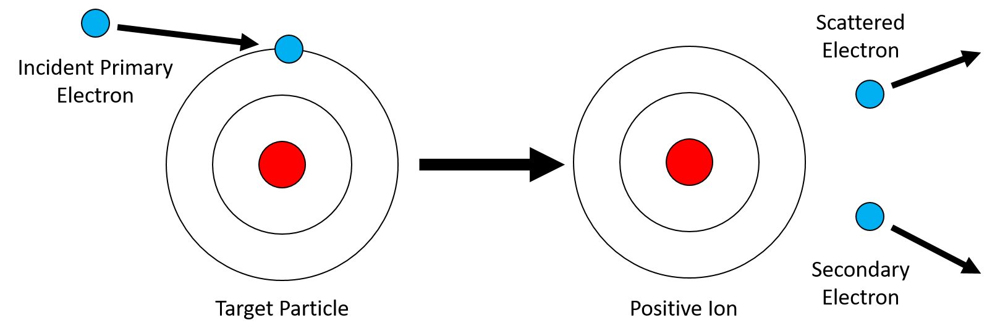 Incident Primary
Electron
Target Particle
Positive Ion
Scattered
Electron
Secondary
Electron